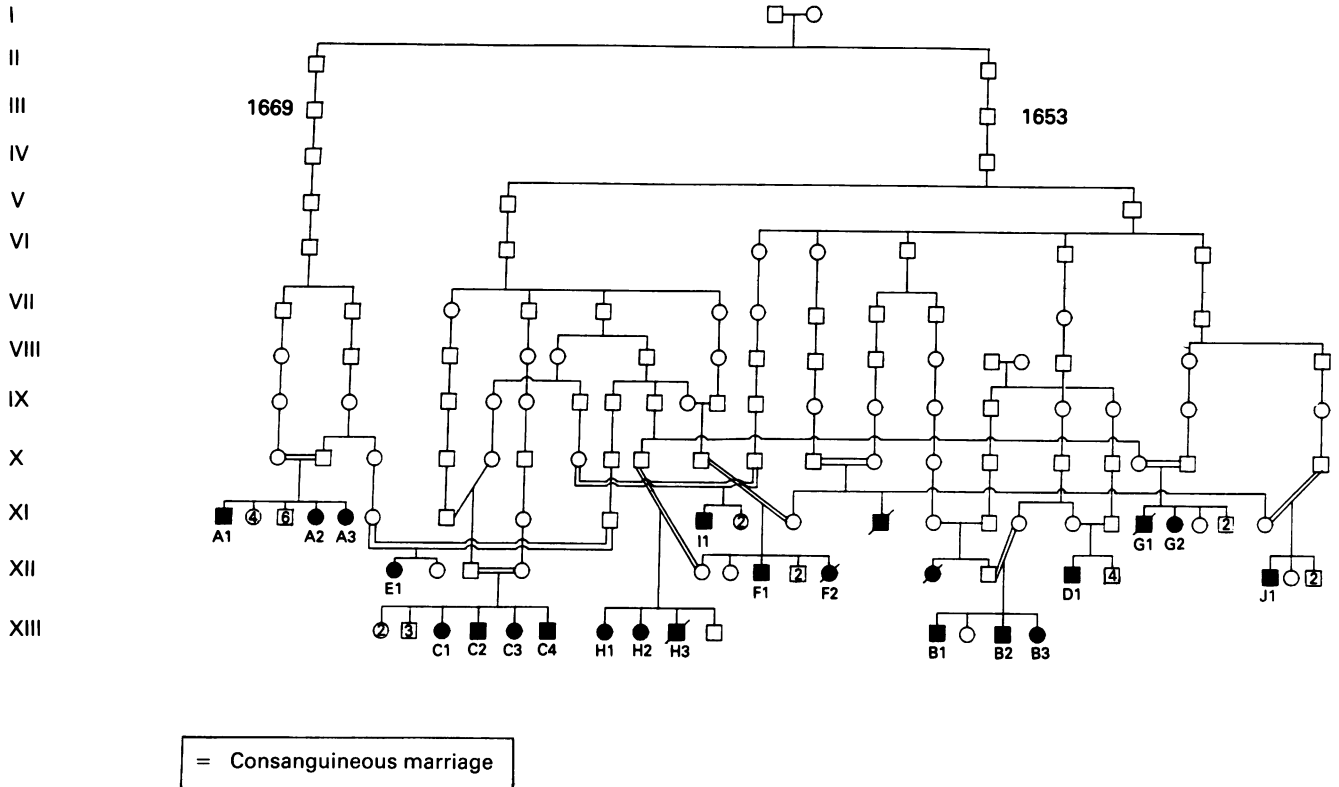 I
II
III 1669 1653
IV
V
VI
VII
VIII
IX
X
XI 4 6 2 2
A1 A2 A3 I1 G1 G2
XII 2 4 2
E1 F1 F2 D1 J1
XIII 2 3
C1 C2 C3 C4 H1 H2 H3 B1 B2 B3
= Consanguineous marriage